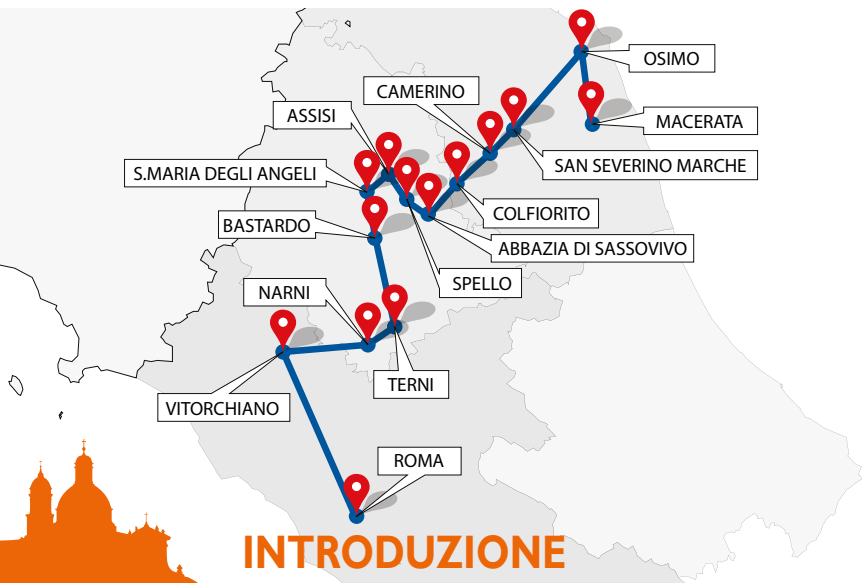 OSIMO
CAMERINO
ASSISI
MACERATA
SAN SEVERINO MARCHE
S.MARIA DEGLI ANGELI
COLFIORITO
BASTARDO
ABBAZIA DI SASSOVIVO
SPELLO
NARNI
TERNI
VITORCHIANO
ROMA
INTRODUZIONE